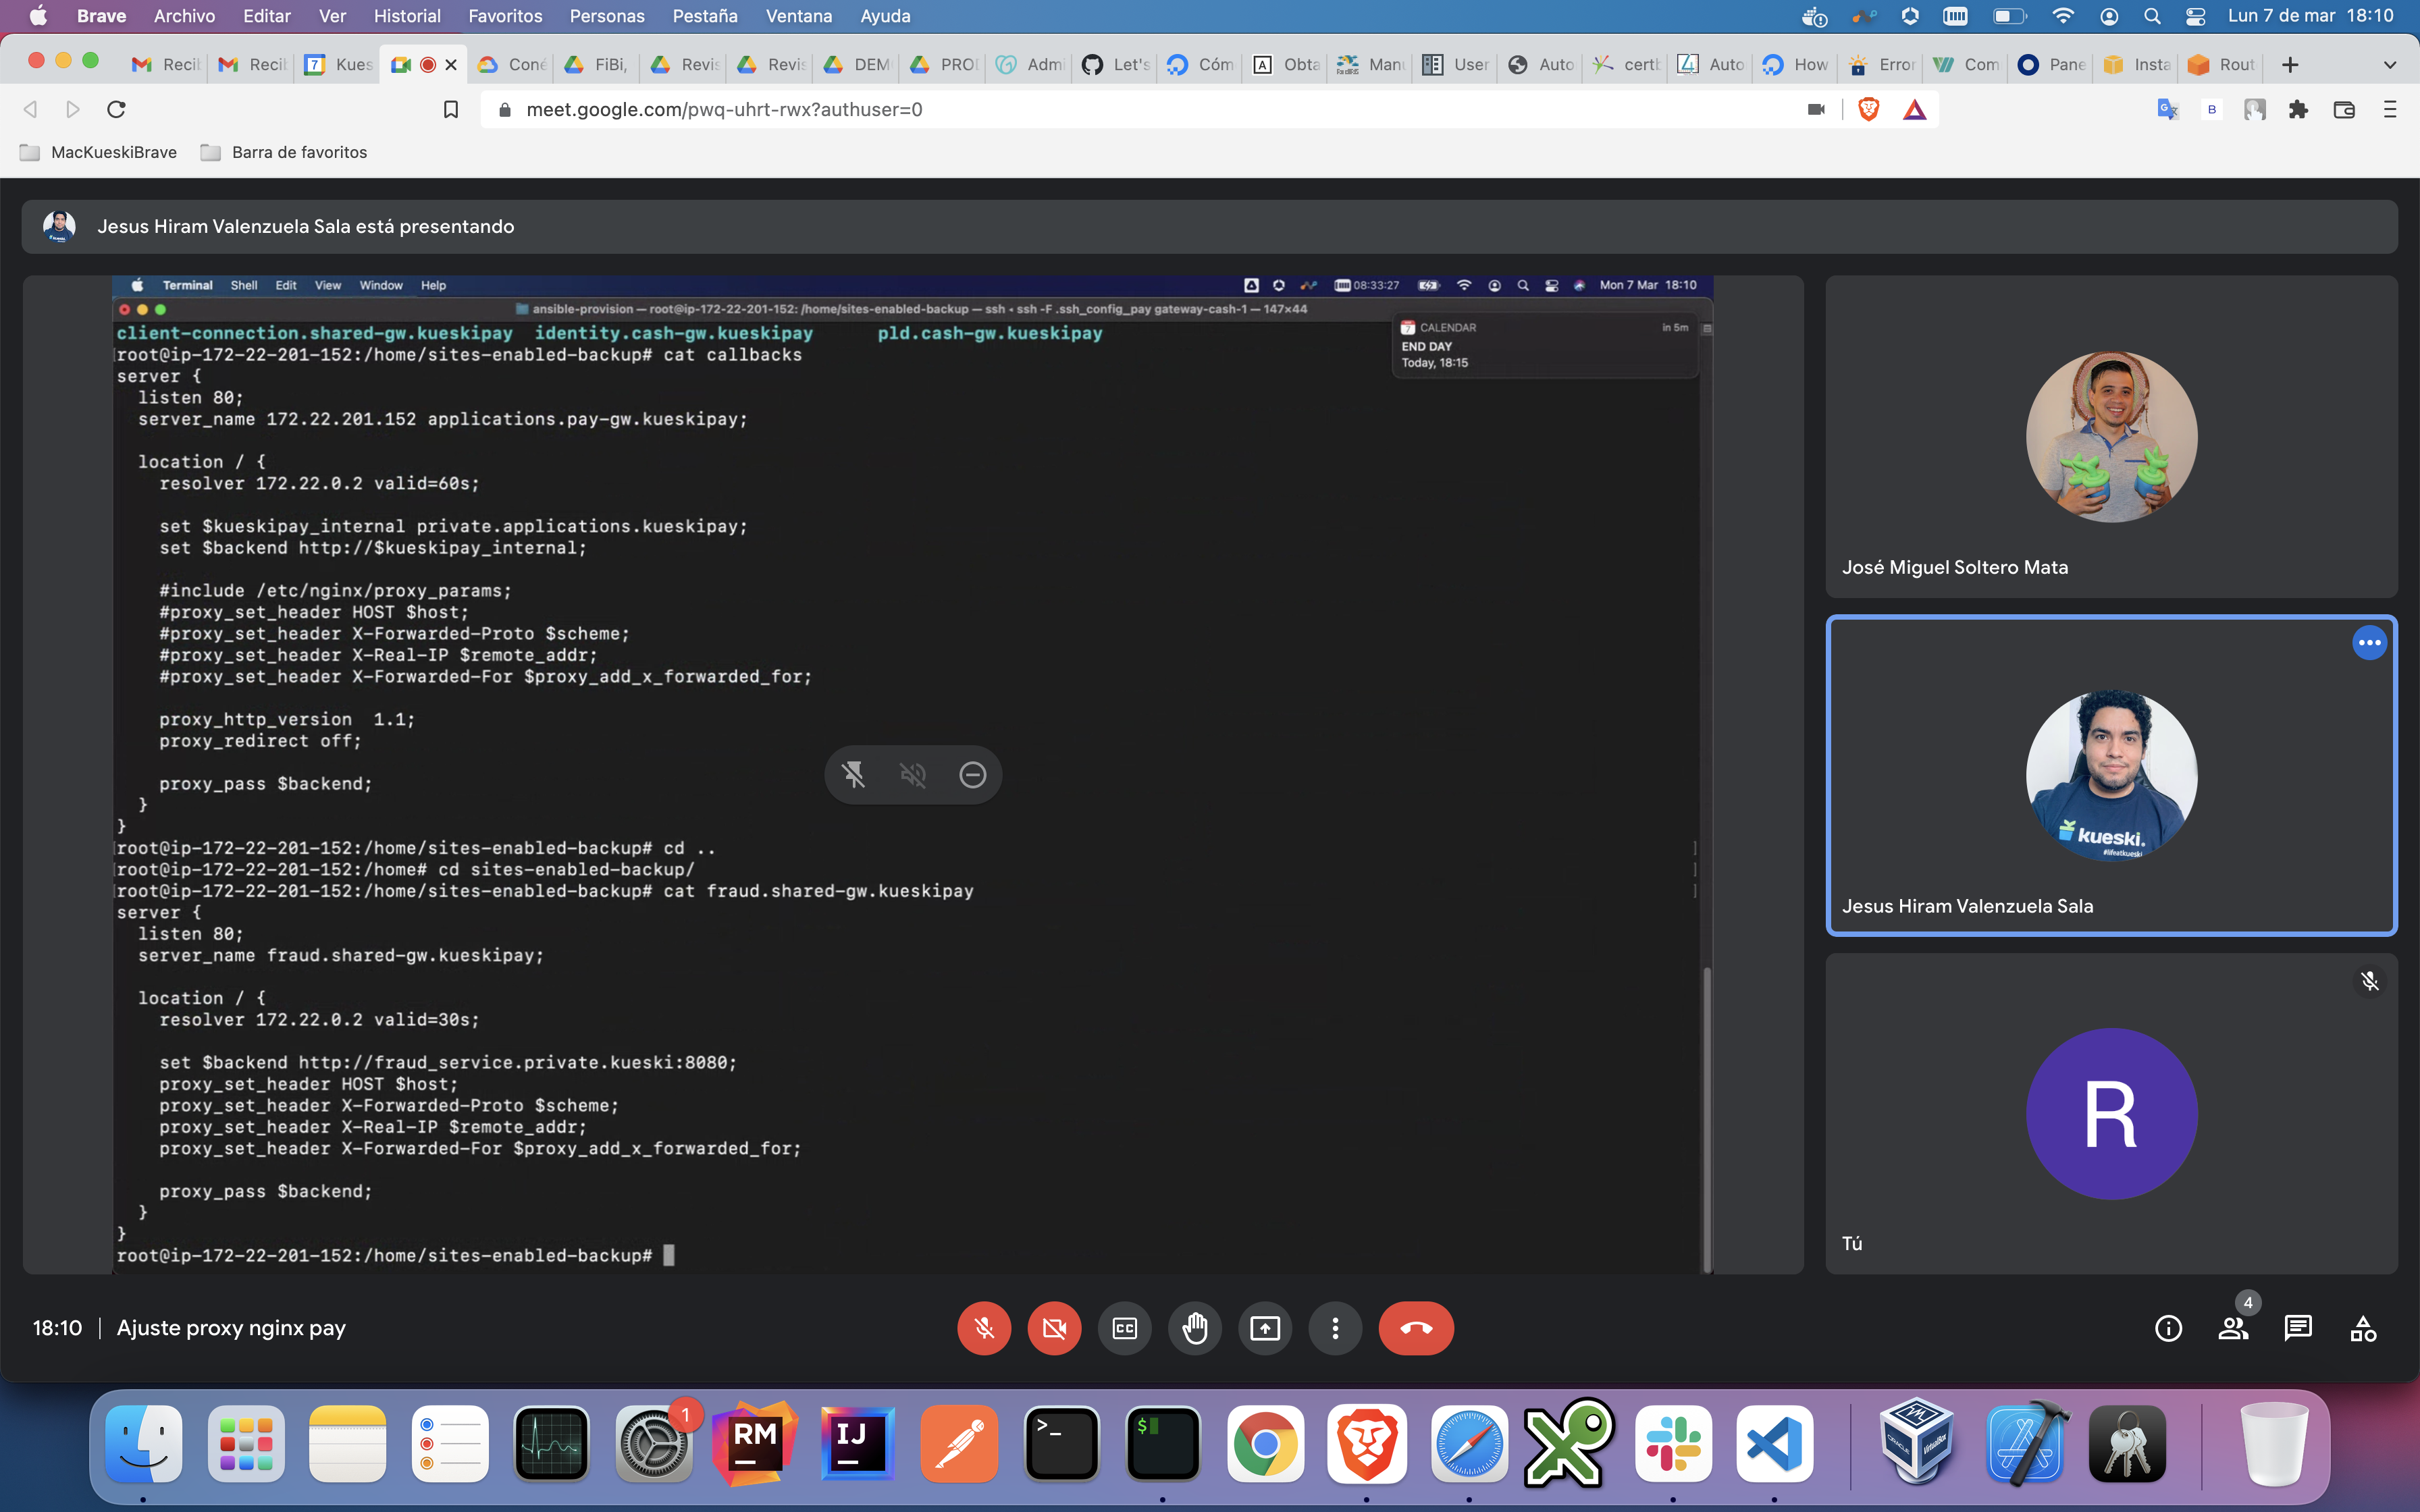 Brave Archivo Editar Ver Historial Favoritos Personas Pestaña Ventana Ayuda Lun 7 de mar 18:10
Recib Recib 7 Kues Coné FiBi, Revis Revis DEM PROI Admi Let's Cóm A Obta Manu User Auto certb Auto How Error Com Pane Insta Rout
meet.google.com/pwq-uhrt-rwx?authuser=0
MacKueskiBrave Barra de favoritos
Jesus Hiram Valenzuela Sala está presentando
Terminal Shell Edit View Window Help 08:33:27 Mon 7 Mar 18:10
ansible-provision — root@ip-172-22-201-152: /home/sites-enabled-backup — ssh • ssh -F .ssh_config_pay gateway-cash-1 — 147×44
CALENDAR in 5m
END DAY
Today, 18:15
client-connection.shared-gw.kueskipay identity.cash-gw.kueskipay pld.cash-gw.kueskipay
root@ip-172-22-201-152:/home/sites-enabled-backup# cat callbacks
server {
listen 80;
server_name 172.22.201.152 applications.pay-gw.kueskipay;
location / {
resolver 172.22.0.2 valid=60s;
set $kueskipay_internal private.applications.kueskipay;
set $backend http://$kueskipay_internal;
#include /etc/nginx/proxy_params;
#proxy_set_header HOST $host;
#proxy_set_header X-Forwarded-Proto $scheme;
#proxy_set_header X-Real-IP $remote_addr;
#proxy_set_header X-Forwarded-For $proxy_add_x_forwarded_for;
proxy_http_version 1.1;
proxy_redirect off;
proxy_pass $backend;
}
}
root@ip-172-22-201-152:/home/sites-enabled-backup# cd ..
root@ip-172-22-201-152:/home# cd sites-enabled-backup/
root@ip-172-22-201-152:/home/sites-enabled-backup# cat fraud.shared-gw.kueskipay
server {
listen 80;
server_name fraud.shared-gw.kueskipay;
location / {
resolver 172.22.0.2 valid=30s;
set $backend http://fraud_service.private.kueski:8080;
proxy_set_header HOST $host;
proxy_set_header X-Forwarded-Proto $scheme;
proxy_set_header X-Real-IP $remote_addr;
proxy_set_header X-Forwarded-For $proxy_add_x_forwarded_for;
proxy_pass $backend;
}
}
root@ip-172-22-201-152:/home/sites-enabled-backup#
José Miguel Soltero Mata
kueski.
#lifeatkueski
Jesus Hiram Valenzuela Sala
R
Tú
18:10 | Ajuste proxy nginx pay
CC
4
1
RM
IJ
>_
$